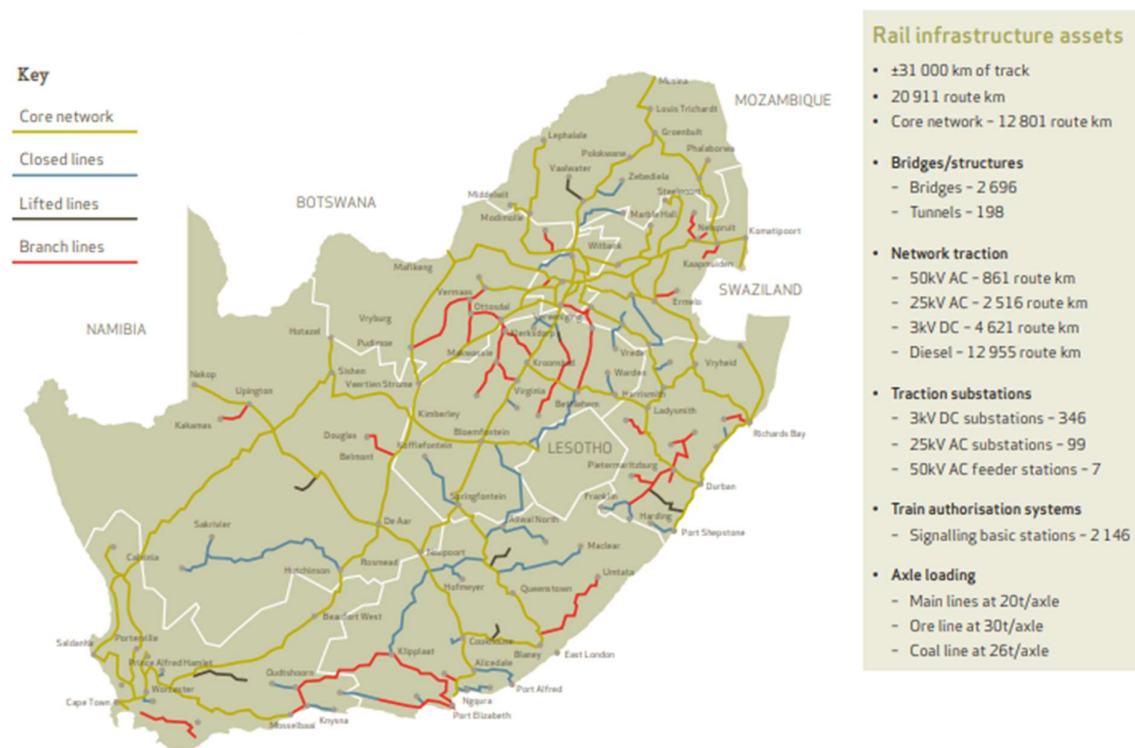 Key
Core network
Closed lines
Lifted lines
Branch lines
NAMIBIA
BOTSWANA
MOZAMBIQUE
SWAZILAND
LESOTHO
Musina
Louis Trichardt
Groenbult
Lephalale
Polokwane
Phalaborwa
Vaalwater
Zebediela
Steelpoort
Middelwit
Modimolle
Marble Hall
Nelspruit
Komatipoort
Witbank
Kaapmuiden
Mafikeng
Vermaas
Ottosdal
Vereeniging
Ermelo
Hotazel
Vryburg
Pudimoe
Klerksdorp
Makwassie
Kroonstad
Vrede
Vryheid
Sishen
Veertien Strome
Virginia
Warden
Harrismith
Nakop
Upington
Kakamas
Kimberley
Bethlehem
Ladysmith
Bloemfontein
Richards Bay
Douglas
Koffiefontein
Belmont
Pietermaritzburg
Durban
Springfontein
Franklin
Harding
Port Shepstone
De Aar
Aliwal North
Sakrivier
Calvinia
Noupoort
Maclear
Hutchinson
Rosmead
Hofmeyer
Umtata
Queenstown
Beaufort West
Saldanha
Porterville
Cookhouse
Blaney
East London
Prince Alfred Hamlet
Klipplaat
Oudtshoorn
Alicedale
Worcester
Port Alfred
Cape Town
Ngqura
Knysna
Mosselbaai
Port Elizabeth
Rail infrastructure assets
• ±31 000 km of track
• 20 911 route km
• Core network – 12 801 route km
• Bridges/structures
– Bridges – 2 696
– Tunnels – 198
• Network traction
– 50kV AC – 861 route km
– 25kV AC – 2 516 route km
– 3kV DC – 4 621 route km
– Diesel – 12 955 route km
• Traction substations
– 3kV DC substations – 346
– 25kV AC substations – 99
– 50kV AC feeder stations – 7
• Train authorisation systems
– Signalling basic stations – 2 146
• Axle loading
– Main lines at 20t/axle
– Ore line at 30t/axle
– Coal line at 26t/axle